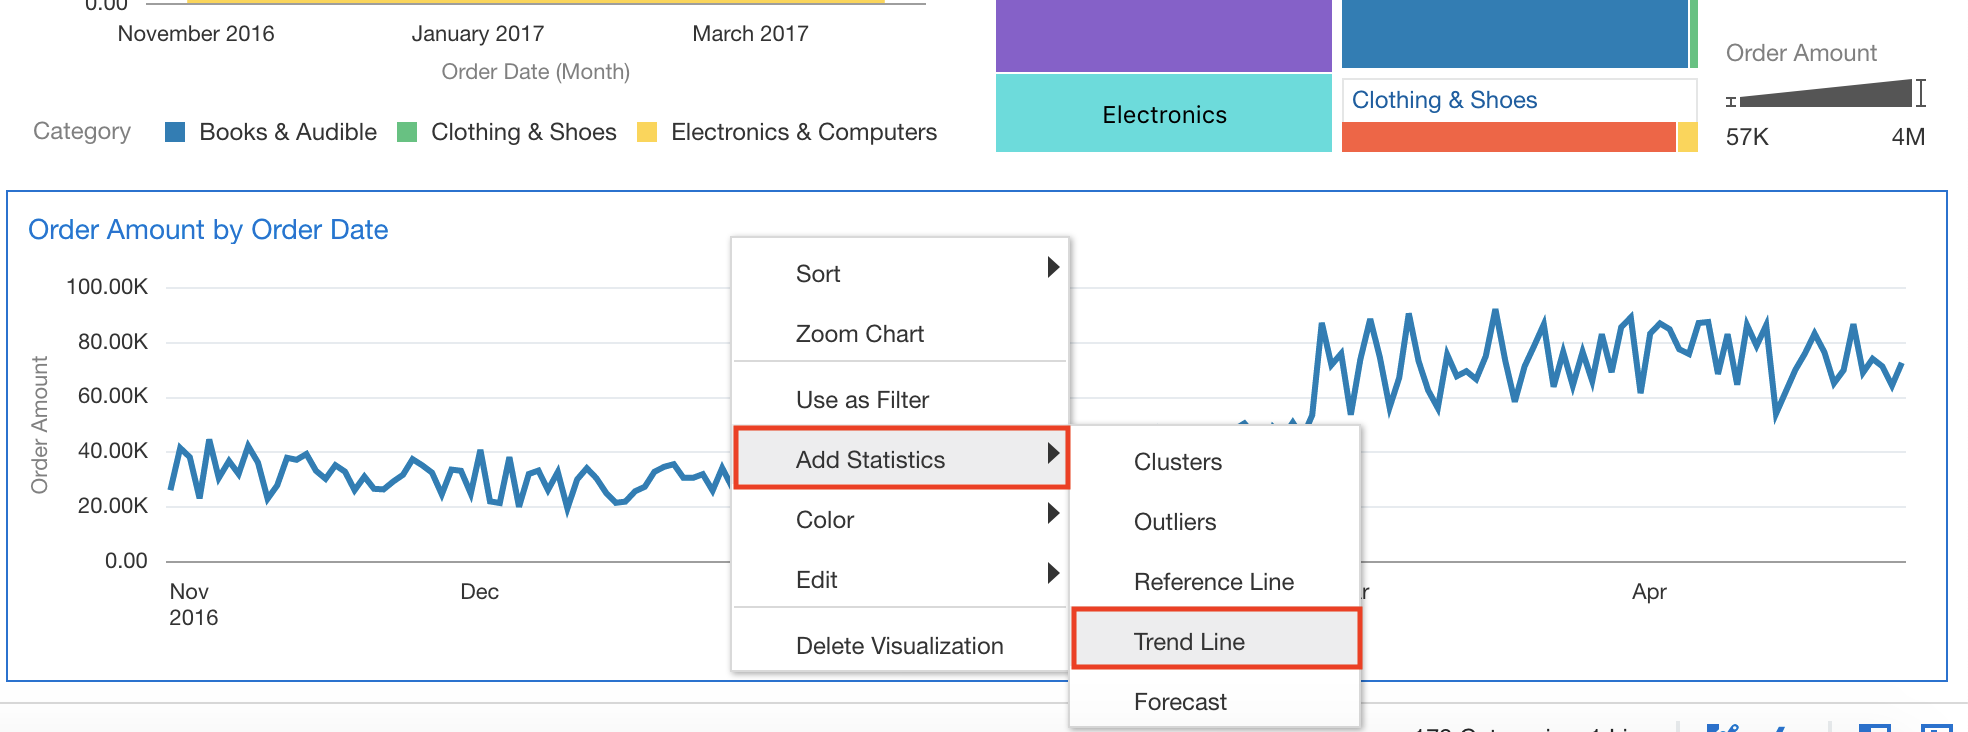 0.00
November 2016
January 2017
March 2017
Order Date (Month)
Category
Books & Audible
Clothing & Shoes
Electronics & Computers
Electronics
Clothing & Shoes
Order Amount
57K
4M
Order Amount by Order Date
Order Amount
100.00K
80.00K
60.00K
40.00K
20.00K
0.00
Nov
2016
Dec
Apr
Sort
Zoom Chart
Use as Filter
Add Statistics
Color
Edit
Delete Visualization
Clusters
Outliers
Reference Line
Trend Line
Forecast